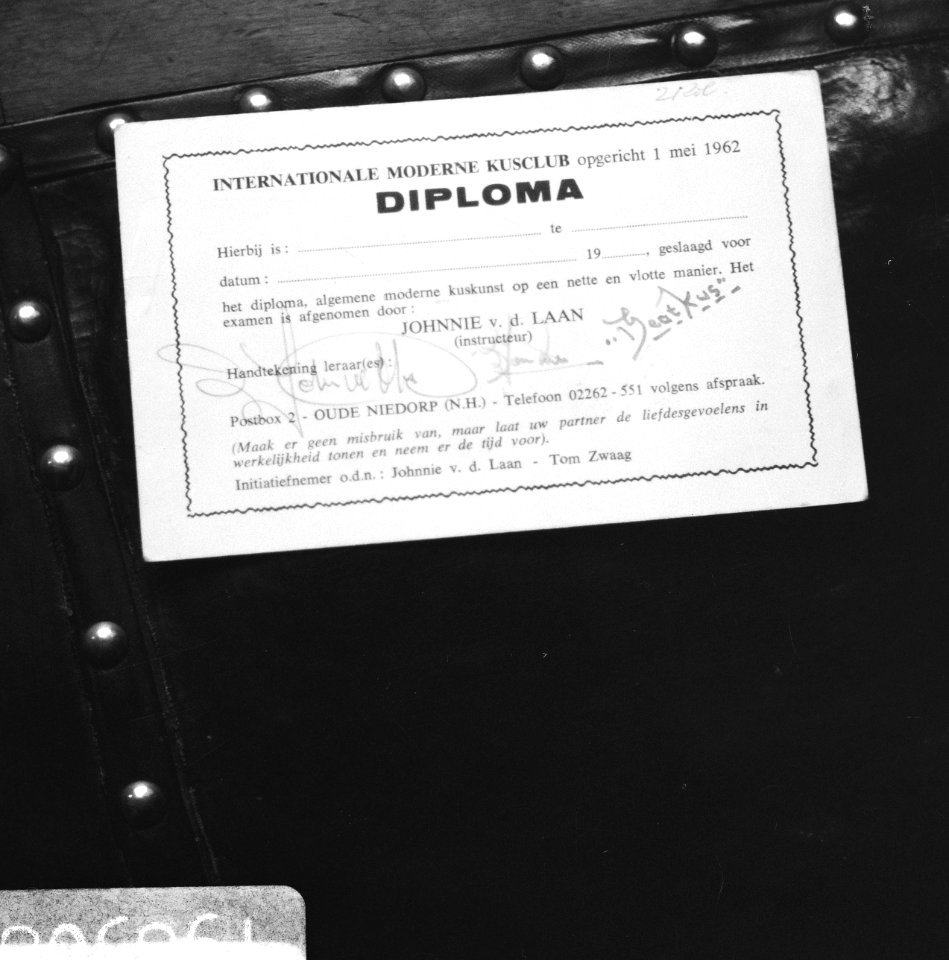 INTERNATIONALE MODERNE KUSCLUB opgericht 1 mei 1962
DIPLOMA
Hierbij is : te
datum : 19 , geslaagd voor
het diploma, algemene moderne kuskunst op een nette en vlotte manier. Het
examen is afgenomen door :
JOHNNIE v. d. LAAN
(instructeur)
"Beatkus"
Handtekening leraar(es) :
Postbox 2 - OUDE NIEDORP (N.H.) - Telefoon 02262 - 551 volgens afspraak.
(Maak er geen misbruik van, maar laat uw partner de liefdesgevoelens in
werkelijkheid tonen en neem er de tijd voor).
Initiatiefnemer o.d.n. : Johnnie v. d. Laan - Tom Zwaag